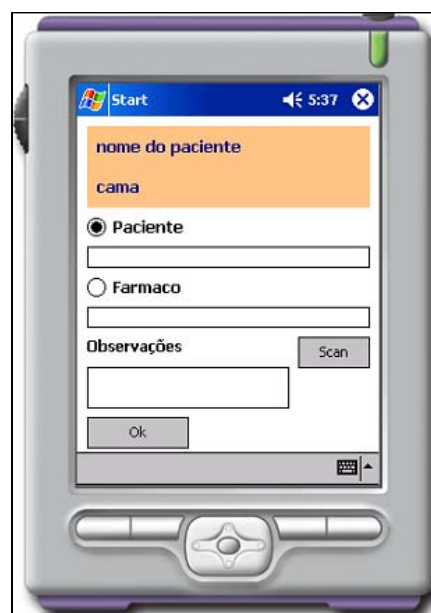 Start 5:37
nome do paciente
cama
Paciente
Farmaco
Observações
Scan
Ok